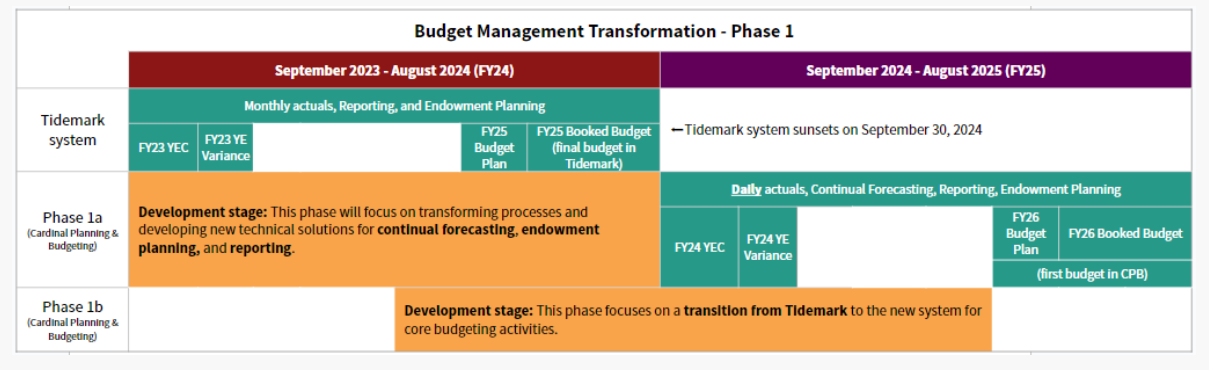 Budget Management Transformation - Phase 1
September 2023 - August 2024 (FY24)
September 2024 - August 2025 (FY25)
Tidemark
system
Monthly actuals, Reporting, and Endowment Planning
FY23 YEC
FY23 YE
Variance
FY25
Budget
Plan
FY25 Booked Budget
(final budget in
Tidemark)
←Tidemark system sunsets on September 30, 2024
Phase 1a
(Cardinal Planning &
Budgeting)
Development stage: This phase will focus on transforming processes and
developing new technical solutions for continual forecasting, endowment
planning, and reporting.
Daily actuals, Continual Forecasting, Reporting, Endowment Planning
FY24 YEC
FY24 YE
Variance
FY26
Budget
Plan
FY26 Booked Budget
(first budget in CPB)
Phase 1b
(Cardinal Planning &
Budgeting)
Development stage: This phase focuses on a transition from Tidemark to the new system for
core budgeting activities.